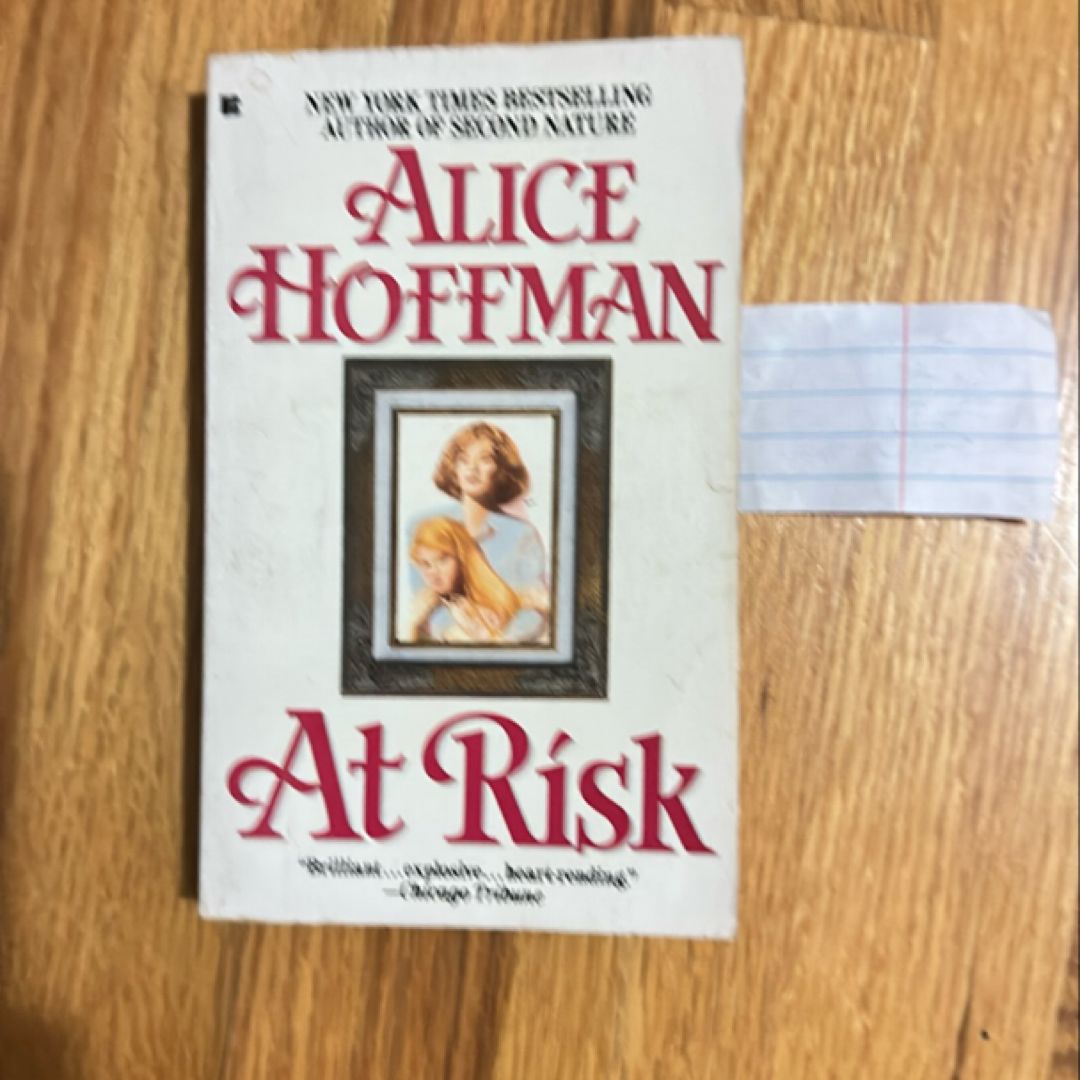 NEW YORK TIMES BESTSELLING
AUTHOR OF SECOND NATURE
ALICE
HOFFMAN
At Risk
"Brilliant...explosive...heart-rending."
—Chicago Tribune